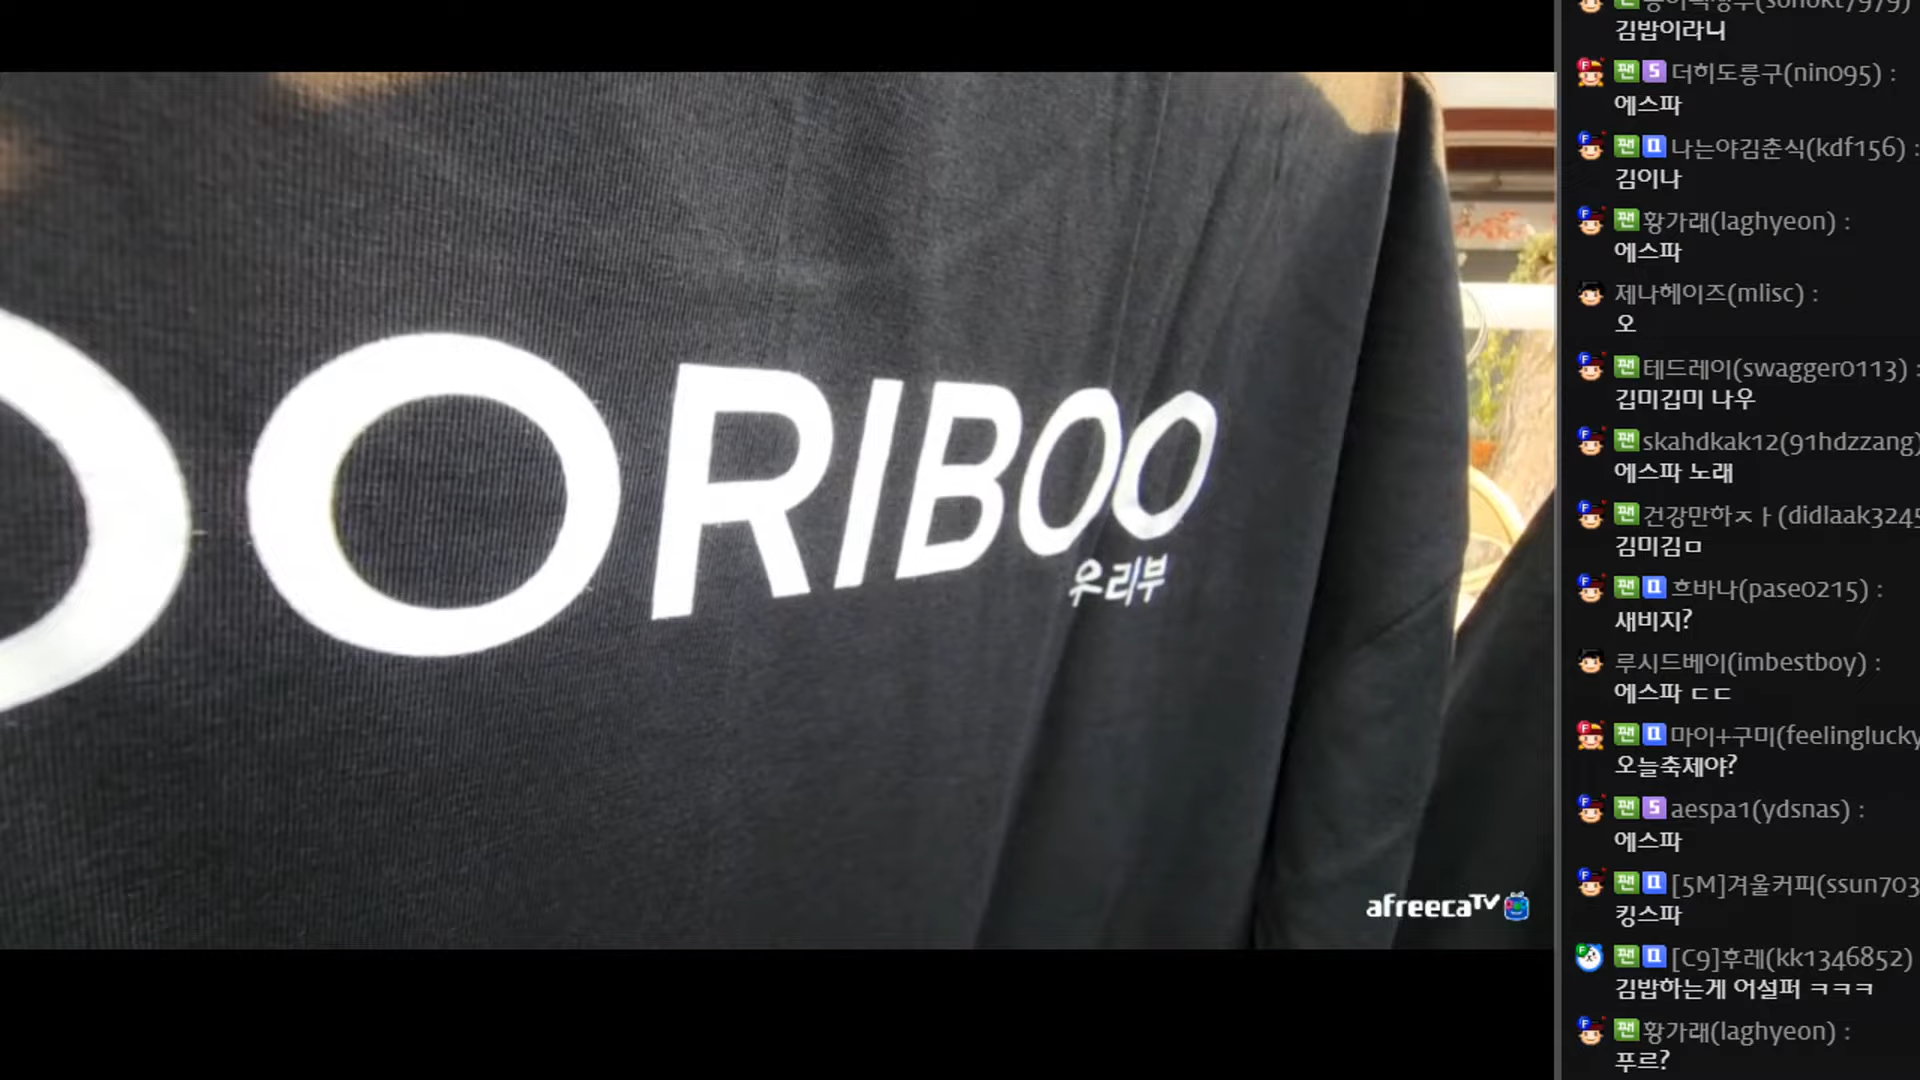 OORIBOO
우리부
afreecaTV
김밥이라니
더히도릉구(nin095) :
에스파
나는야김춘식(kdf156) :
김이나
황가래(laghyeon) :
에스파
제나헤이즈(mlisc) :
오
테드레이(swagger0113) :
깁미깁미 나우
skahdkak12(91hdzzang)
에스파 노래
건강만하ㅈㅏ(didlaak3245
김미김ㅁ
흐바나(pase0215) :
새비지?
루시드베이(imbestboy) :
에스파 ㄷㄷ
마이+구미(feelinglucky
오늘축제야?
aespa1(ydsnas) :
에스파
[5M]겨울커피(ssun703
킹스파
[C9]후레(kk1346852)
김밥하는게 어설퍼 ㅋㅋㅋ
황가래(laghyeon) :
푸르?